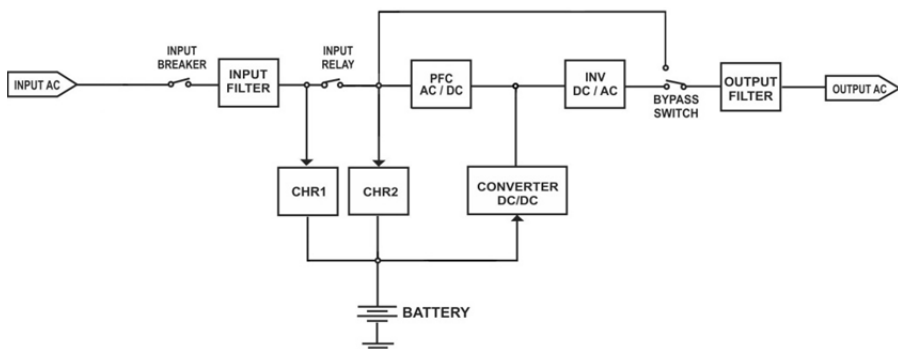 INPUT AC
INPUT
BREAKER
INPUT
FILTER
INPUT
RELAY
PFC
AC / DC
INV
DC / AC
BYPASS
SWITCH
OUTPUT
FILTER
OUTPUT AC
CHR1
CHR2
CONVERTER
DC/DC
BATTERY